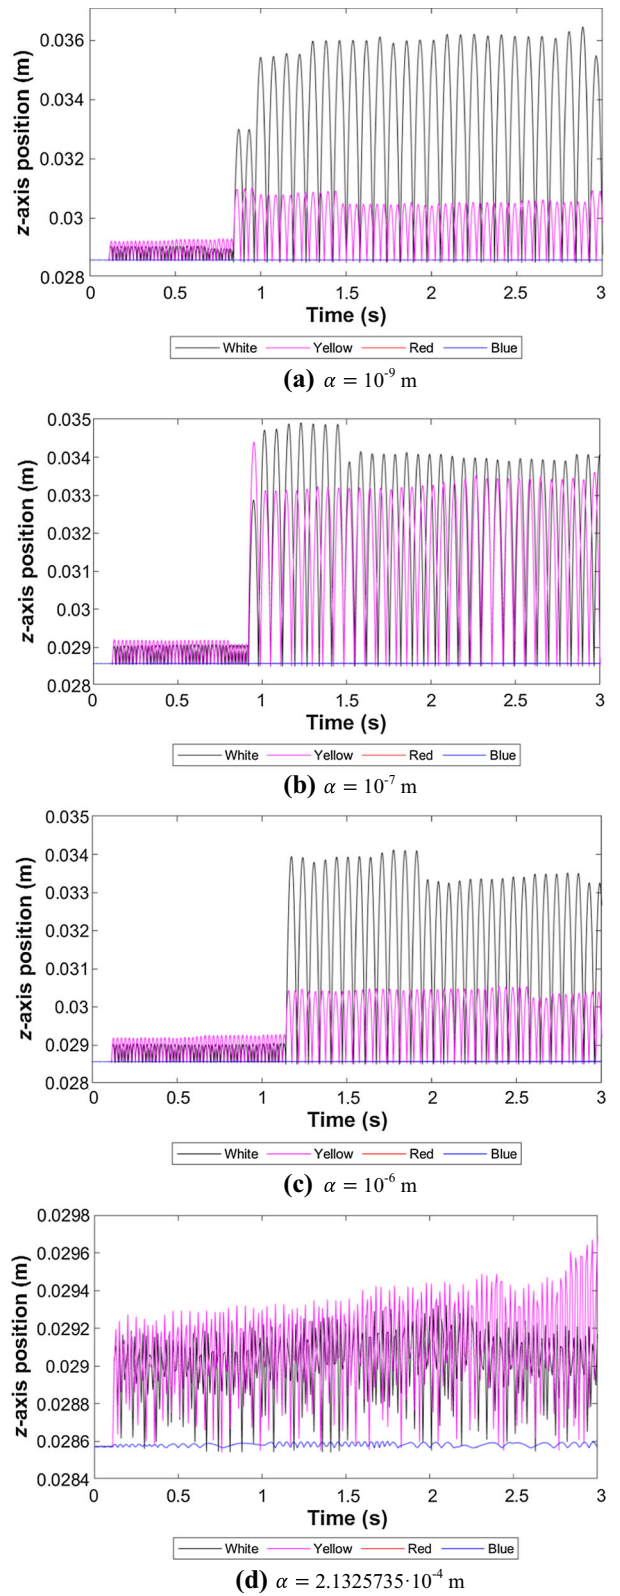 z-axis position (m)
0.036
0.034
0.032
0.03
0.028
0 0.5 1 1.5 2 2.5 3
Time (s)
White Yellow Red Blue
(a) α = 10⁻⁹ m
z-axis position (m)
0.035
0.034
0.033
0.032
0.031
0.03
0.029
0.028
0 0.5 1 1.5 2 2.5 3
Time (s)
White Yellow Red Blue
(b) α = 10⁻⁷ m
z-axis position (m)
0.035
0.034
0.033
0.032
0.031
0.03
0.029
0.028
0 0.5 1 1.5 2 2.5 3
Time (s)
White Yellow Red Blue
(c) α = 10⁻⁶ m
z-axis position (m)
0.0298
0.0296
0.0294
0.0292
0.029
0.0288
0.0286
0.0284
0 0.5 1 1.5 2 2.5 3
Time (s)
White Yellow Red Blue
(d) α = 2.1325735·10⁻⁴ m